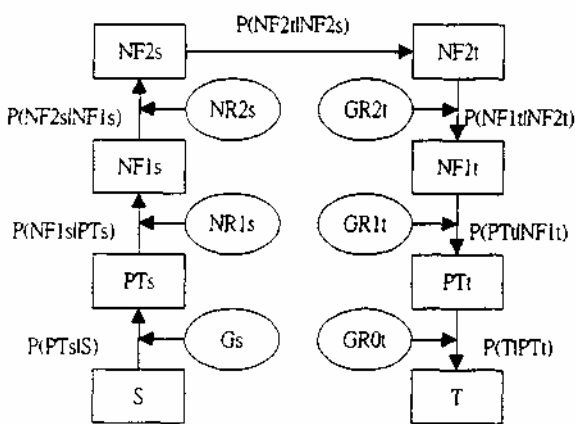 P(NF2t|NF2s)
NF2s
NF2t
P(NF2s|NF1s)
NR2s
GR2t
P(NF1t|NF2t)
NF1s
NF1t
P(NF1s|PTs)
NR1s
GR1t
P(PTt|NF1t)
PTs
PTt
P(PTs|S)
Gs
GR0t
P(T|PTt)
S
T